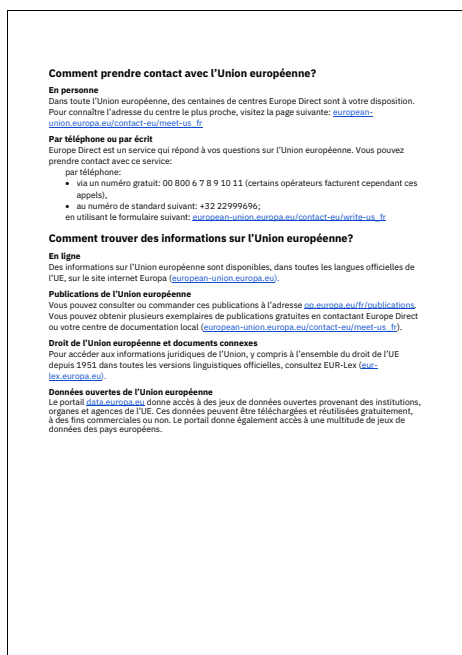 Comment prendre contact avec l’Union européenne?
En personne
Dans toute l’Union européenne, des centaines de centres Europe Direct sont à votre disposition.
Pour connaître l’adresse du centre le plus proche, visitez la page suivante: european-
union.europa.eu/contact-eu/meet-us_fr
Par téléphone ou par écrit
Europe Direct est un service qui répond à vos questions sur l’Union européenne. Vous pouvez
prendre contact avec ce service:
par téléphone:
• via un numéro gratuit: 00 800 6 7 8 9 10 11 (certains opérateurs facturent cependant ces
appels),
• au numéro de standard suivant: +32 22999696;
en utilisant le formulaire suivant: european-union.europa.eu/contact-eu/write-us_fr
Comment trouver des informations sur l’Union européenne?
En ligne
Des informations sur l’Union européenne sont disponibles, dans toutes les langues officielles de
l’UE, sur le site internet Europa (european-union.europa.eu).
Publications de l’Union européenne
Vous pouvez consulter ou commander ces publications à l’adresse op.europa.eu/fr/publications.
Vous pouvez obtenir plusieurs exemplaires de publications gratuites en contactant Europe Direct
ou votre centre de documentation local (european-union.europa.eu/contact-eu/meet-us_fr).
Droit de l’Union européenne et documents connexes
Pour accéder aux informations juridiques de l’Union, y compris à l’ensemble du droit de l’UE
depuis 1951 dans toutes les versions linguistiques officielles, consultez EUR-Lex (eur-
lex.europa.eu).
Données ouvertes de l’Union européenne
Le portail data.europa.eu donne accès à des jeux de données ouvertes provenant des institutions,
organes et agences de l’UE. Ces données peuvent être téléchargées et réutilisées gratuitement,
à des fins commerciales ou non. Le portail donne également accès à une multitude de jeux de
données des pays européens.